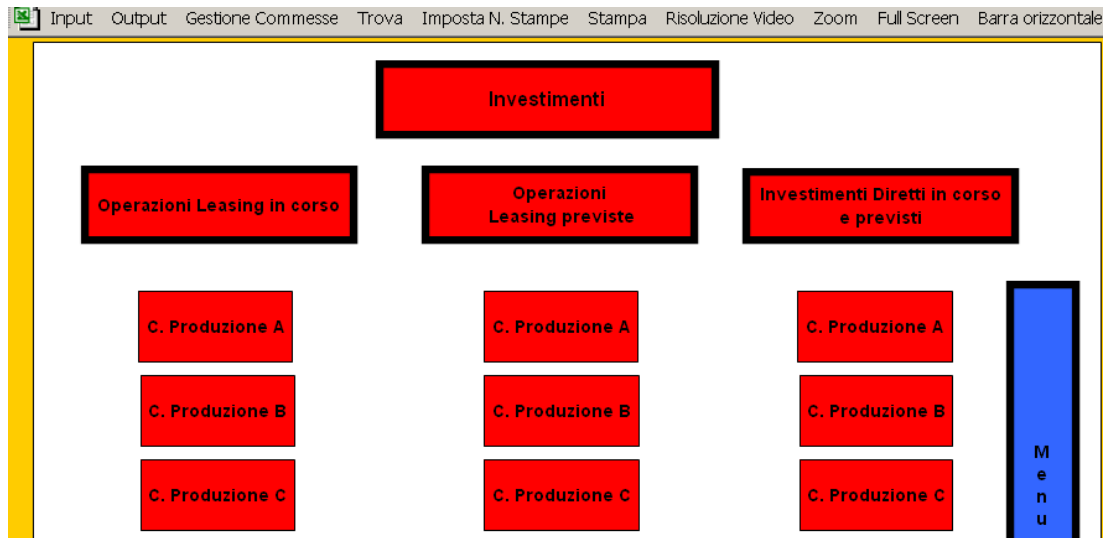 Input Output Gestione Commesse Trova Imposta N. Stampe Stampa Risoluzione Video Zoom Full Screen Barra orizzontale
Investimenti
Operazioni Leasing in corso
Operazioni
Leasing previste
Investimenti Diretti in corso
e previsti
C. Produzione A
C. Produzione A
C. Produzione A
C. Produzione B
C. Produzione B
C. Produzione B
C. Produzione C
C. Produzione C
C. Produzione C
M
e
n
u